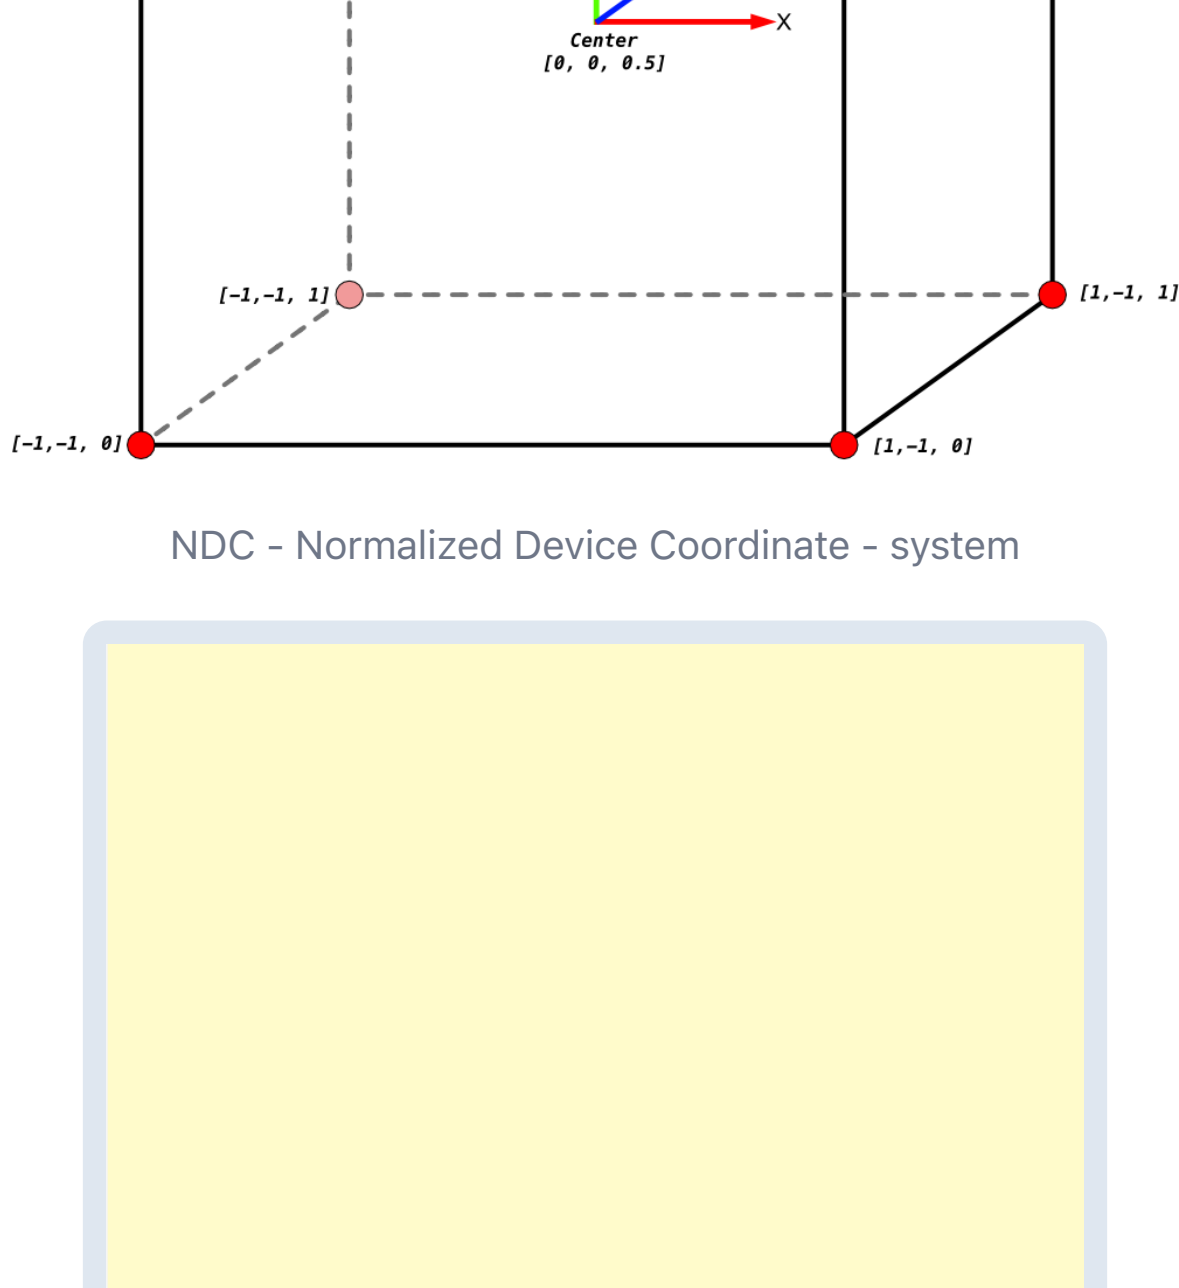 X
Center
[0, 0, 0.5]
[-1,-1, 1]
[1,-1, 1]
[-1,-1, 0]
[1,-1, 0]
NDC - Normalized Device Coordinate - system